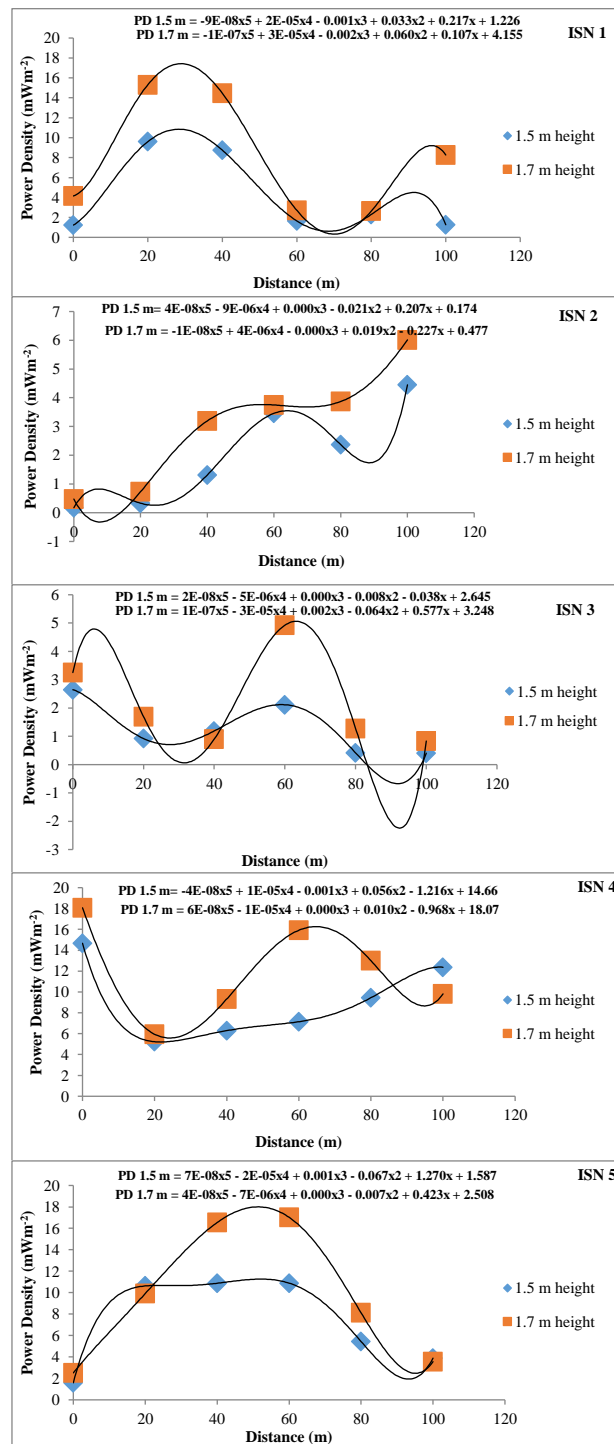 PD 1.5 m = -9E-08x5 + 2E-05x4 - 0.001x3 + 0.033x2 + 0.217x + 1.226
PD 1.7 m = -1E-07x5 + 3E-05x4 - 0.002x3 + 0.060x2 + 0.107x + 4.155
ISN 1
Power Density (mWm-2)
18
16
14
12
10
8
6
4
2
0
1.5 m height
1.7 m height
0 20 40 60 80 100 120
Distance (m)
PD 1.5 m= 4E-08x5 - 9E-06x4 + 0.000x3 - 0.021x2 + 0.207x + 0.174
PD 1.7 m = -1E-08x5 + 4E-06x4 - 0.000x3 + 0.019x2 - 0.227x + 0.477
ISN 2
Power Density (mWm-2)
7
6
5
4
3
2
1
0
-1
1.5 m height
1.7 m height
0 20 40 60 80 100 120
Distance (m)
PD 1.5 m = 2E-08x5 - 5E-06x4 + 0.000x3 - 0.008x2 - 0.038x + 2.645
PD 1.7 m = 1E-07x5 - 3E-05x4 + 0.002x3 - 0.064x2 + 0.577x + 3.248
ISN 3
Power Density (mWm-2)
6
5
4
3
2
1
0
-1
-2
-3
1.5 m height
1.7 m height
0 20 40 60 80 100 120
Distance (m)
PD 1.5 m= -4E-08x5 + 1E-05x4 - 0.001x3 + 0.056x2 - 1.216x + 14.66
PD 1.7 m = 6E-08x5 - 1E-05x4 + 0.000x3 + 0.010x2 - 0.968x + 18.07
ISN 4
Power Density (mWm-2)
20
18
16
14
12
10
8
6
4
2
0
1.5 m height
1.7 m height
0 20 40 60 80 100 120
Distance (m)
PD 1.5 m = 7E-08x5 - 2E-05x4 + 0.001x3 - 0.067x2 + 1.270x + 1.587
PD 1.7 m = 4E-08x5 - 7E-06x4 + 0.000x3 - 0.007x2 + 0.423x + 2.508
ISN 5
Power Density (mWm-2)
20
18
16
14
12
10
8
6
4
2
0
1.5 m height
1.7 m height
0 20 40 60 80 100 120
Distance (m)